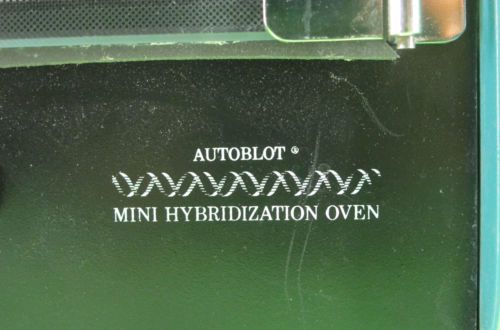 AUTOBLOT ®
MINI HYBRIDIZATION OVEN